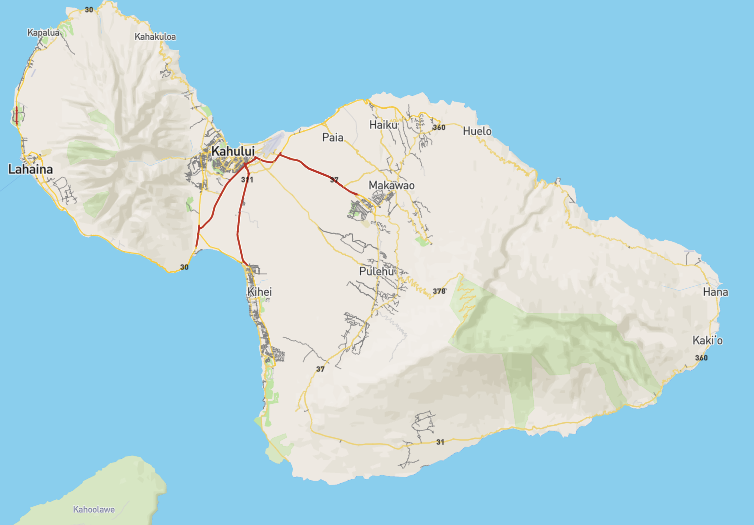 30
Kapalua
Kahakuloa
Haiku
360
Huelo
Paia
Kahului
Lahaina
311
37
Makawao
30
Pulehu
Kihei
378
Hana
Kaki'o
360
37
31
Kahoolawe